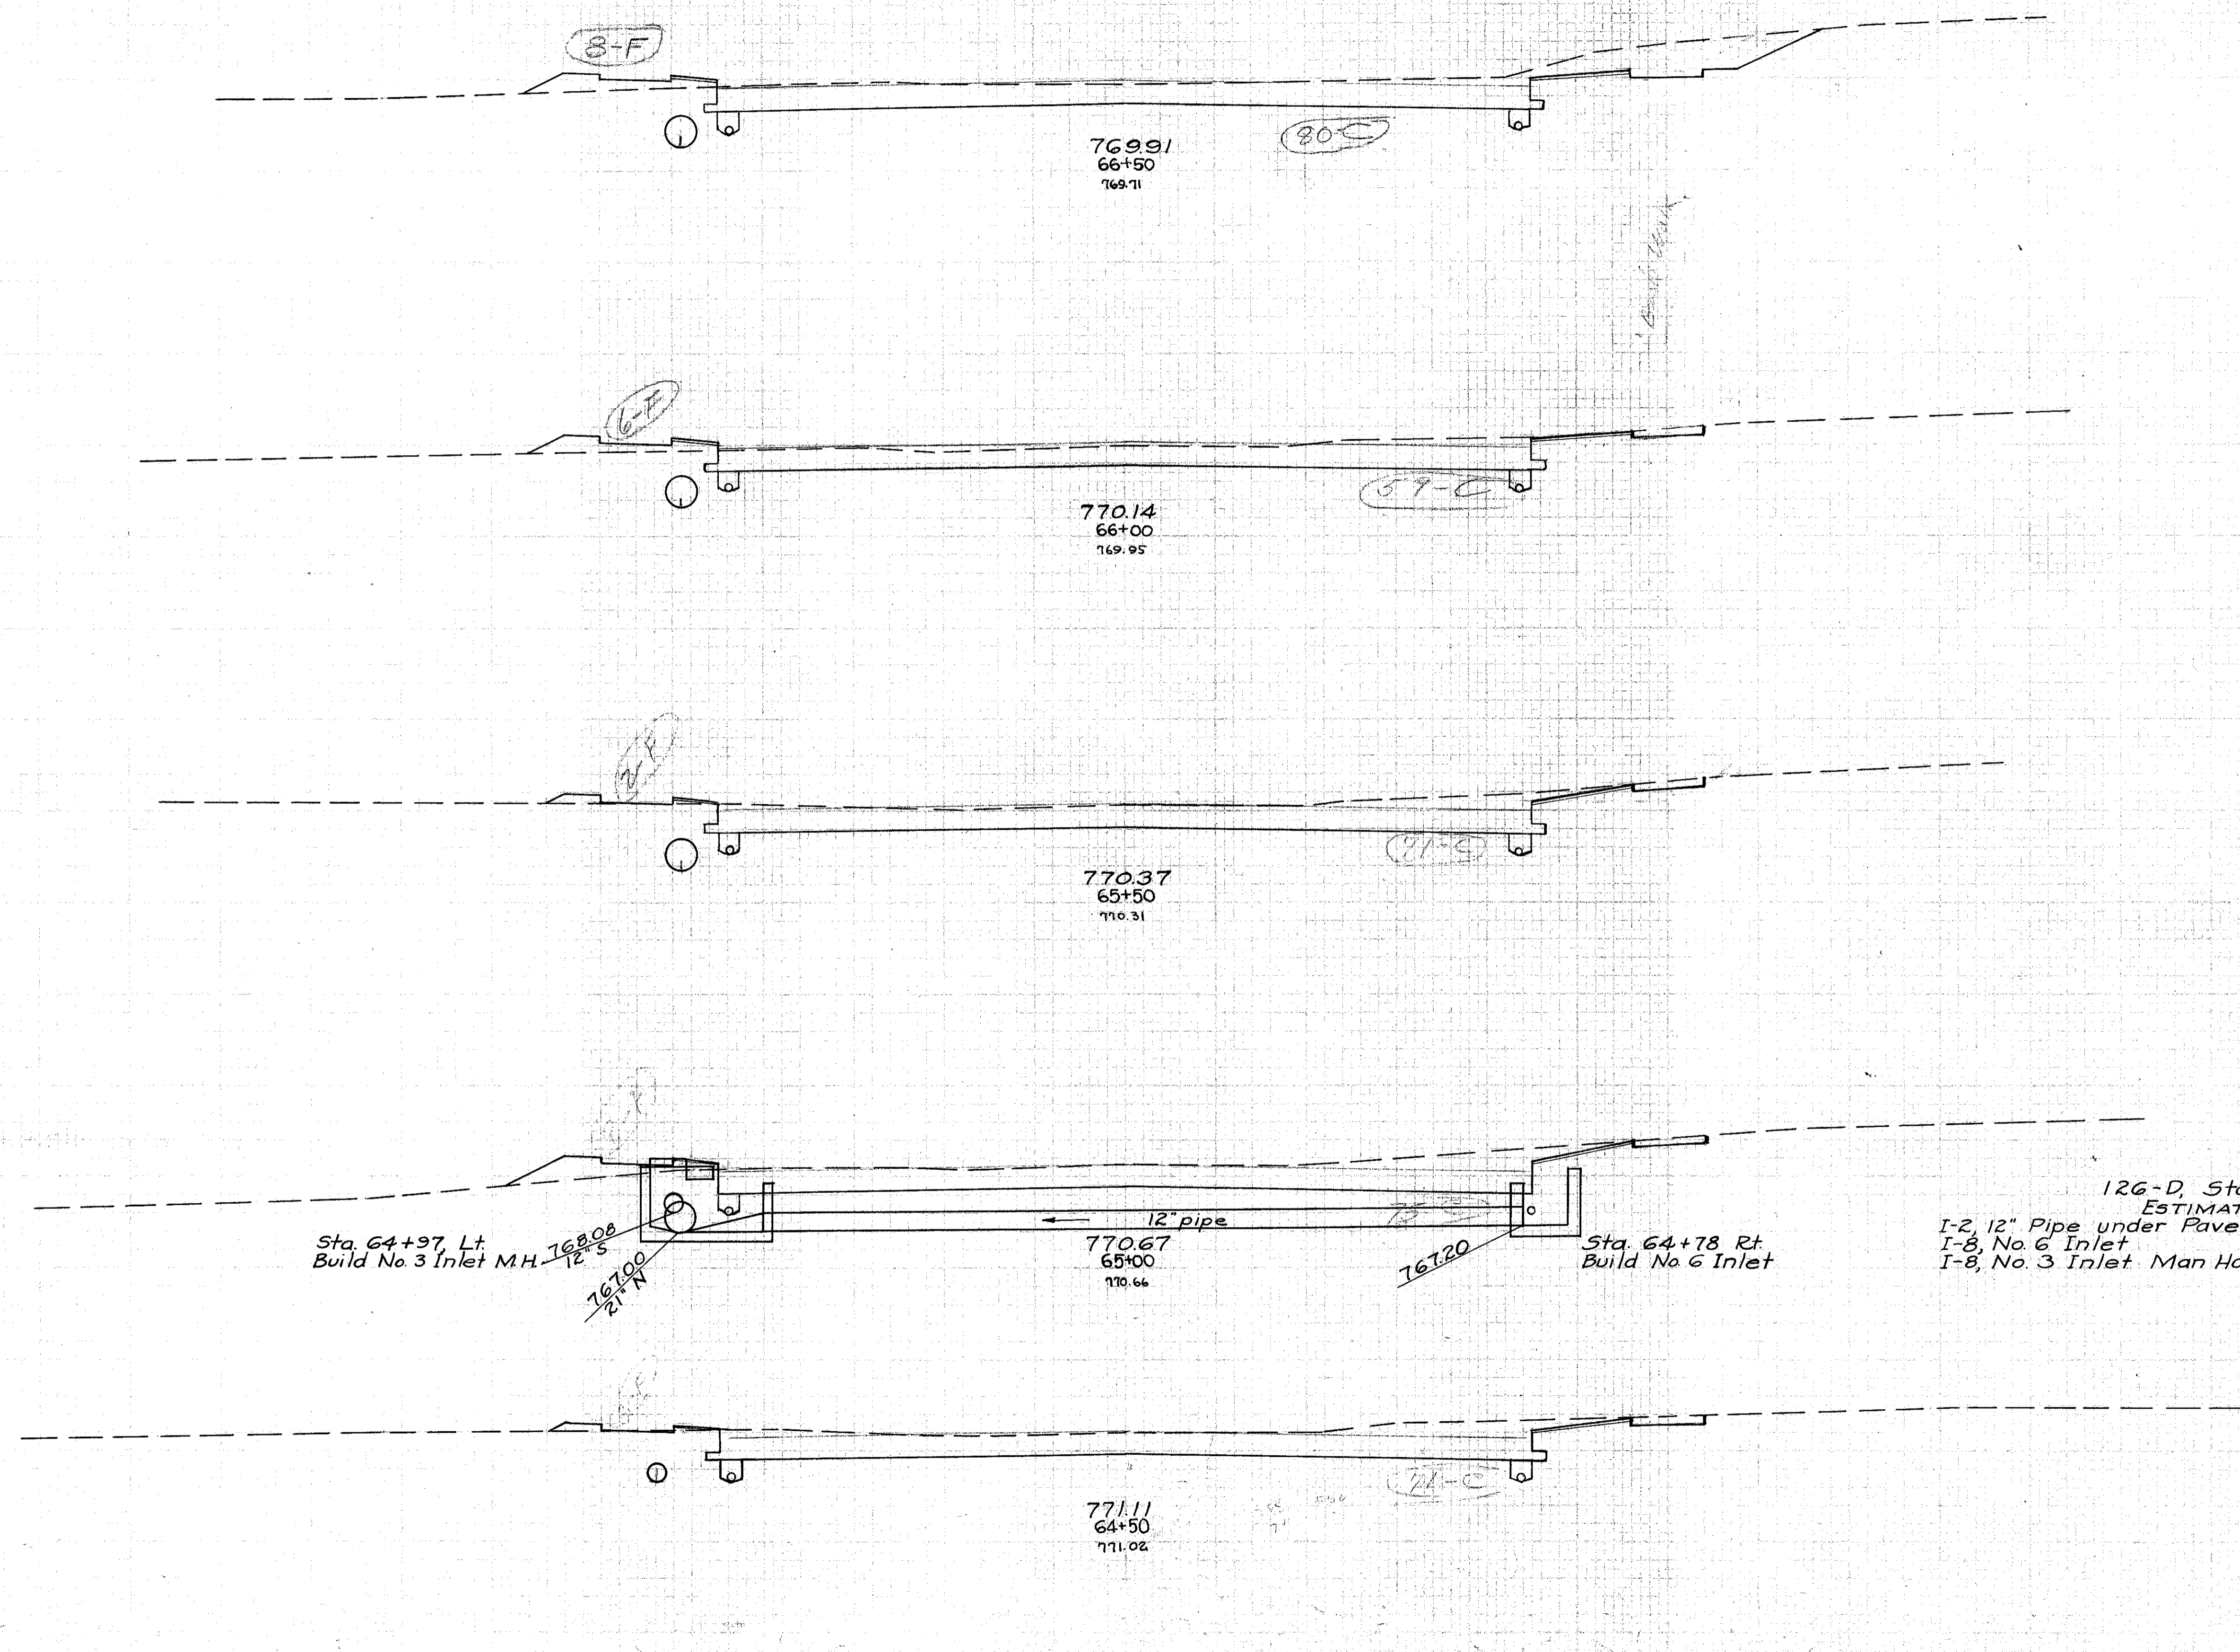 8-F
80-C
769.91
66+50
769.71
6-F
59-C
770.14
66+00
769.95
770.37
65+50
770.31
12" pipe
770.67
65+00
770.66
Sta. 64+97, Lt.
Build No. 3 Inlet M.H.
768.08
12" S
767.00
21" N
767.20
Sta. 64+78 Rt.
Build No. 6 Inlet
126-D, Sta
ESTIMAT
I-2, 12" Pipe under Pave
I-8, No. 6 Inlet
I-8, No. 3 Inlet Man Ho
71-C
771.11
64+50
771.02